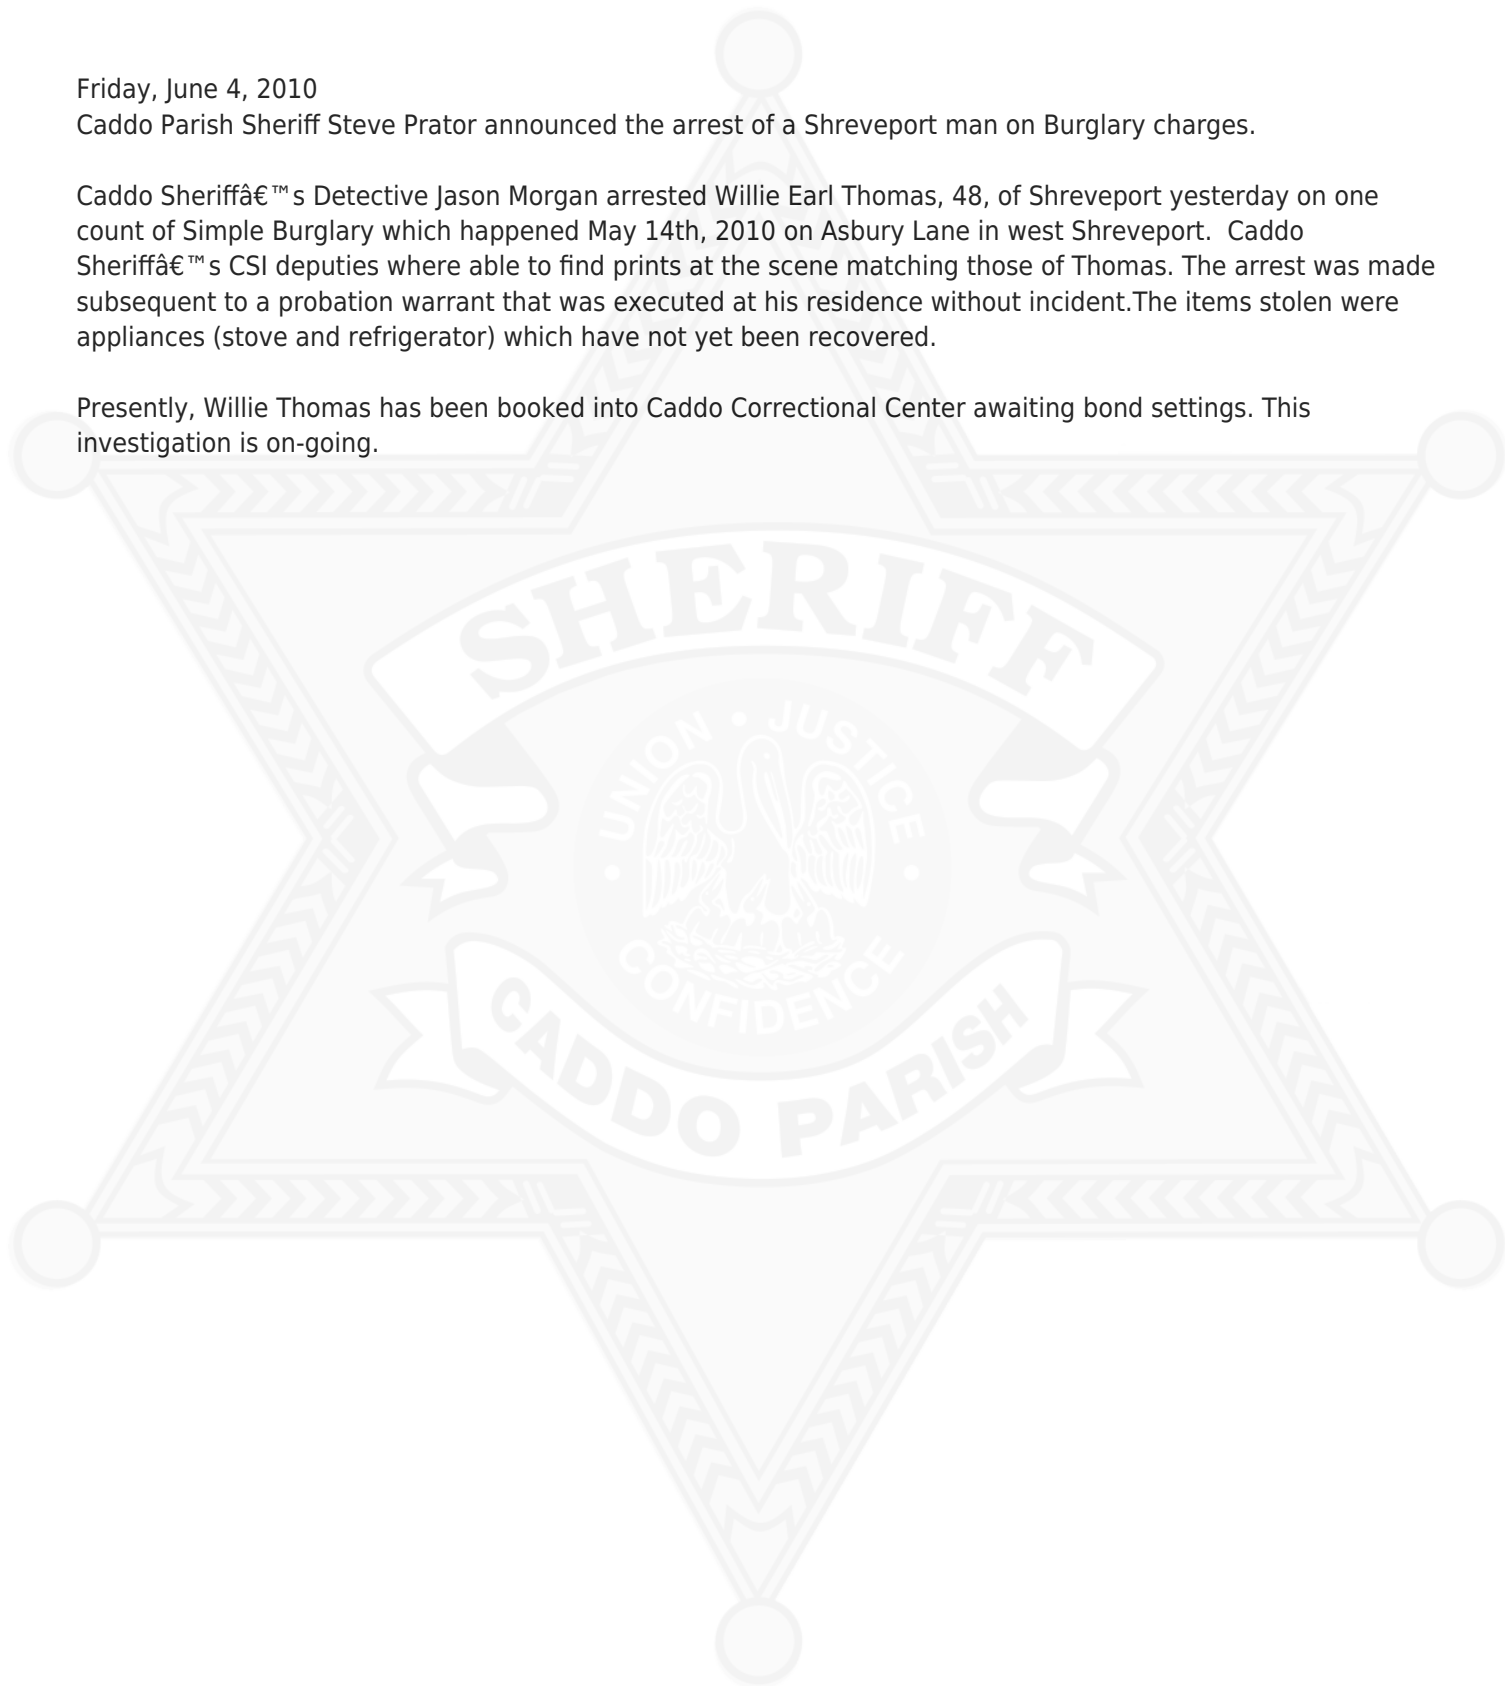 Friday, June 4, 2010
Caddo Parish Sheriff Steve Prator announced the arrest of a Shreveport man on Burglary charges.
Caddo Sheriffâ€™s Detective Jason Morgan arrested Willie Earl Thomas, 48, of Shreveport yesterday on one
count of Simple Burglary which happened May 14th, 2010 on Asbury Lane in west Shreveport.  Caddo
Sheriffâ€™s CSI deputies where able to find prints at the scene matching those of Thomas. The arrest was made
subsequent to a probation warrant that was executed at his residence without incident.The items stolen were
appliances (stove and refrigerator) which have not yet been recovered.
Presently, Willie Thomas has been booked into Caddo Correctional Center awaiting bond settings. This
investigation is on-going.
SHERIFF
UNION • JUSTICE
• CONFIDENCE •
CADDO PARISH